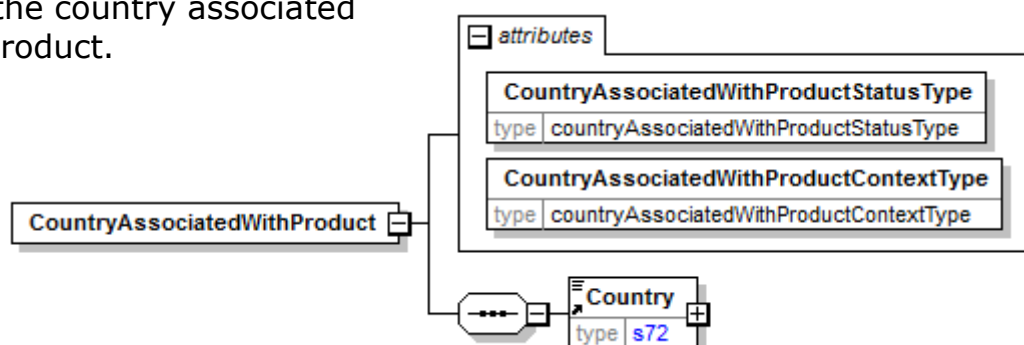 the country associated
roduct.
attributes
CountryAssociatedWithProductStatusType
type countryAssociatedWithProductStatusType
CountryAssociatedWithProductContextType
type countryAssociatedWithProductContextType
CountryAssociatedWithProduct
Country
type s72